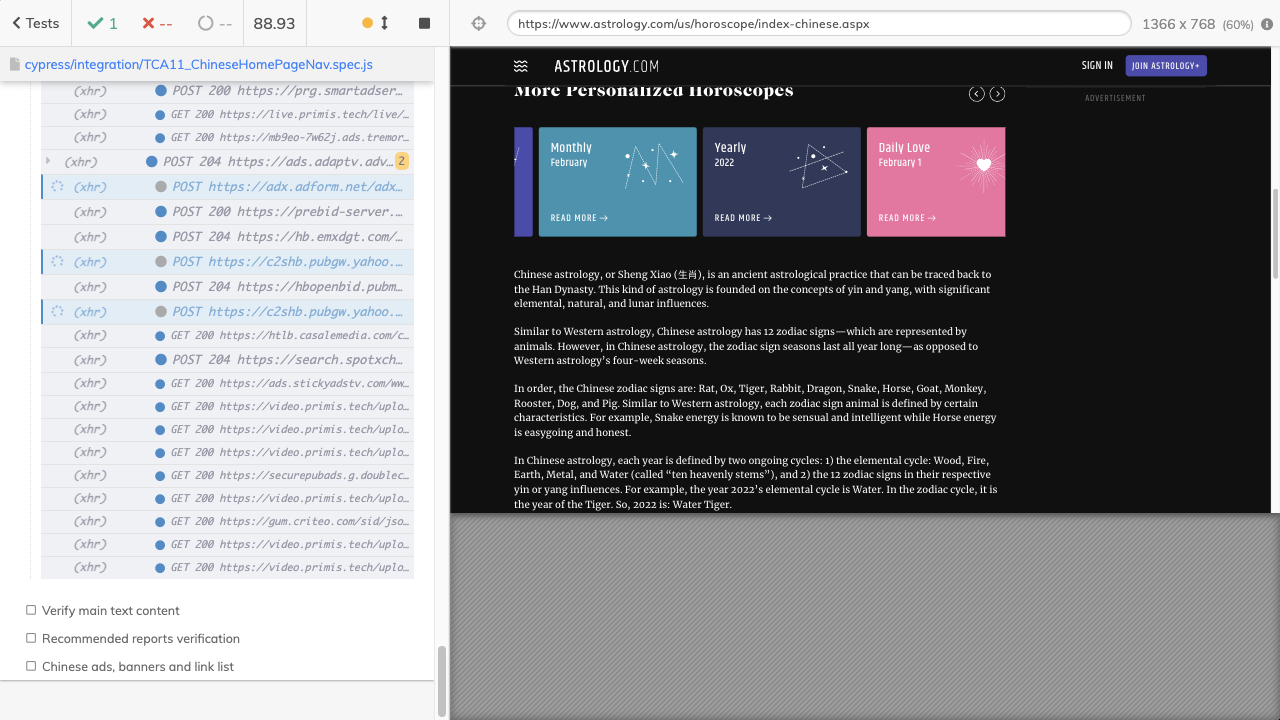 Tests
1
--
--
88.93
https://www.astrology.com/us/horoscope/index-chinese.aspx
1366 x 768 (60%)
cypress/integration/TCA11_ChineseHomePageNav.spec.js
(xhr) POST 200 https://prg.smartadser...
(xhr) GET 200 https://live.primis.tech/live/...
(xhr) GET 200 https://mb9eo-7w62j.ads.tremor...
(xhr) POST 204 https://ads.adaptv.adv... 2
(xhr) POST https://adx.adform.net/adx...
(xhr) POST 200 https://prebid-server....
(xhr) POST 204 https://hb.emxdgt.com/...
(xhr) POST https://c2shb.pubgw.yahoo....
(xhr) POST 204 https://hbopenbid.pubm...
(xhr) POST https://c2shb.pubgw.yahoo....
(xhr) GET 200 https://htlb.casalemedia.com/c...
(xhr) POST 204 https://search.spotxch...
(xhr) GET 200 https://ads.stickyadstv.com/ww...
(xhr) GET 200 https://video.primis.tech/uplo...
(xhr) GET 200 https://video.primis.tech/uplo...
(xhr) GET 200 https://video.primis.tech/uplo...
(xhr) GET 200 https://securepubads.g.doublec...
(xhr) GET 200 https://video.primis.tech/uplo...
(xhr) GET 200 https://gum.criteo.com/sid/jso...
(xhr) GET 200 https://video.primis.tech/uplo...
(xhr) GET 200 https://video.primis.tech/uplo...
Verify main text content
Recommended reports verification
Chinese ads, banners and link list
ASTROLOGY.COM
SIGN IN
JOIN ASTROLOGY+
More Personalized Horoscopes
ADVERTISEMENT
Monthly
February
READ MORE
Yearly
2022
READ MORE
Daily Love
February 1
READ MORE
Chinese astrology, or Sheng Xiao (生肖), is an ancient astrological practice that can be traced back to
the Han Dynasty. This kind of astrology is founded on the concepts of yin and yang, with significant
elemental, natural, and lunar influences.
Similar to Western astrology, Chinese astrology has 12 zodiac signs—which are represented by
animals. However, in Chinese astrology, the zodiac sign seasons last all year long—as opposed to
Western astrology’s four-week seasons.
In order, the Chinese zodiac signs are: Rat, Ox, Tiger, Rabbit, Dragon, Snake, Horse, Goat, Monkey,
Rooster, Dog, and Pig. Similar to Western astrology, each zodiac sign animal is defined by certain
characteristics. For example, Snake energy is known to be sensual and intelligent while Horse energy
is easygoing and honest.
In Chinese astrology, each year is defined by two ongoing cycles: 1) the elemental cycle: Wood, Fire,
Earth, Metal, and Water (called “ten heavenly stems”), and 2) the 12 zodiac signs in their respective
yin or yang influences. For example, the year 2022’s elemental cycle is Water. In the zodiac cycle, it is
the year of the Tiger. So, 2022 is: Water Tiger.